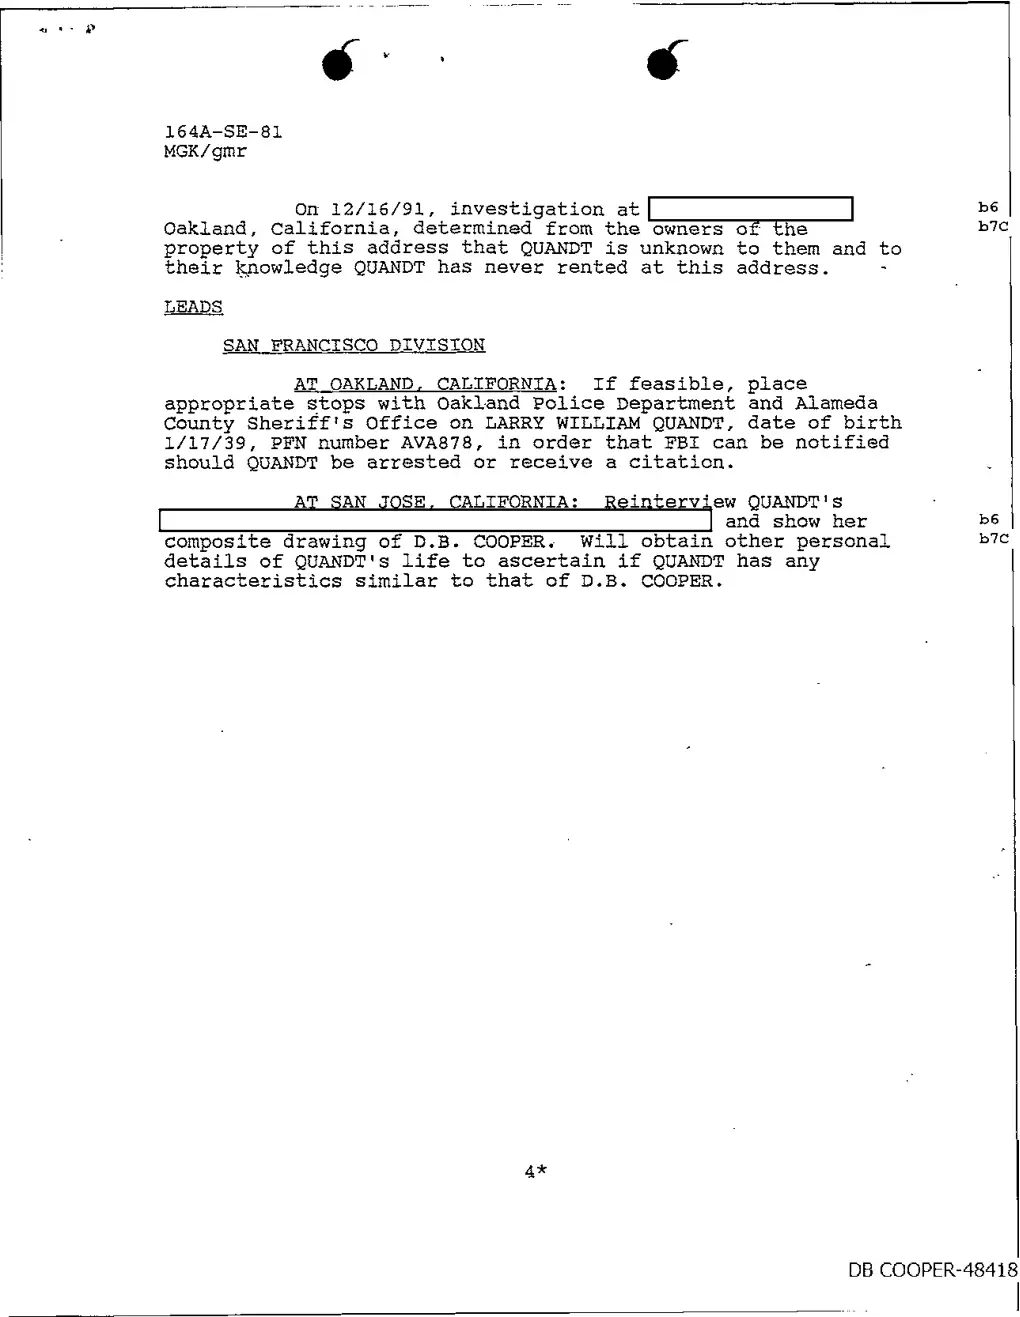 164A-SE-81
MGK/gmr
On 12/16/91, investigation at
b6
Oakland, California, determined from the owners of the
b7C
property of this address that QUANDT is unknown to them and to
their knowledge QUANDT has never rented at this address.
LEADS
SAN FRANCISCO DIVISION
AT OAKLAND, CALIFORNIA: If feasible, place
appropriate stops with Oakland Police Department and Alameda
County Sheriff's Office on LARRY WILLIAM QUANDT, date of birth
1/17/39, PFN number AVA878, in order that FBI can be notified
should QUANDT be arrested or receive a citation.
AT SAN JOSE, CALIFORNIA: Reinterview QUANDT'S
and show her
b6
composite drawing of D.B. COOPER. Will obtain other personal
b7C
details of QUANDT's life to ascertain if QUANDT has any
characteristics similar to that of D.B. COOPER.
4*
DB COOPER-48418